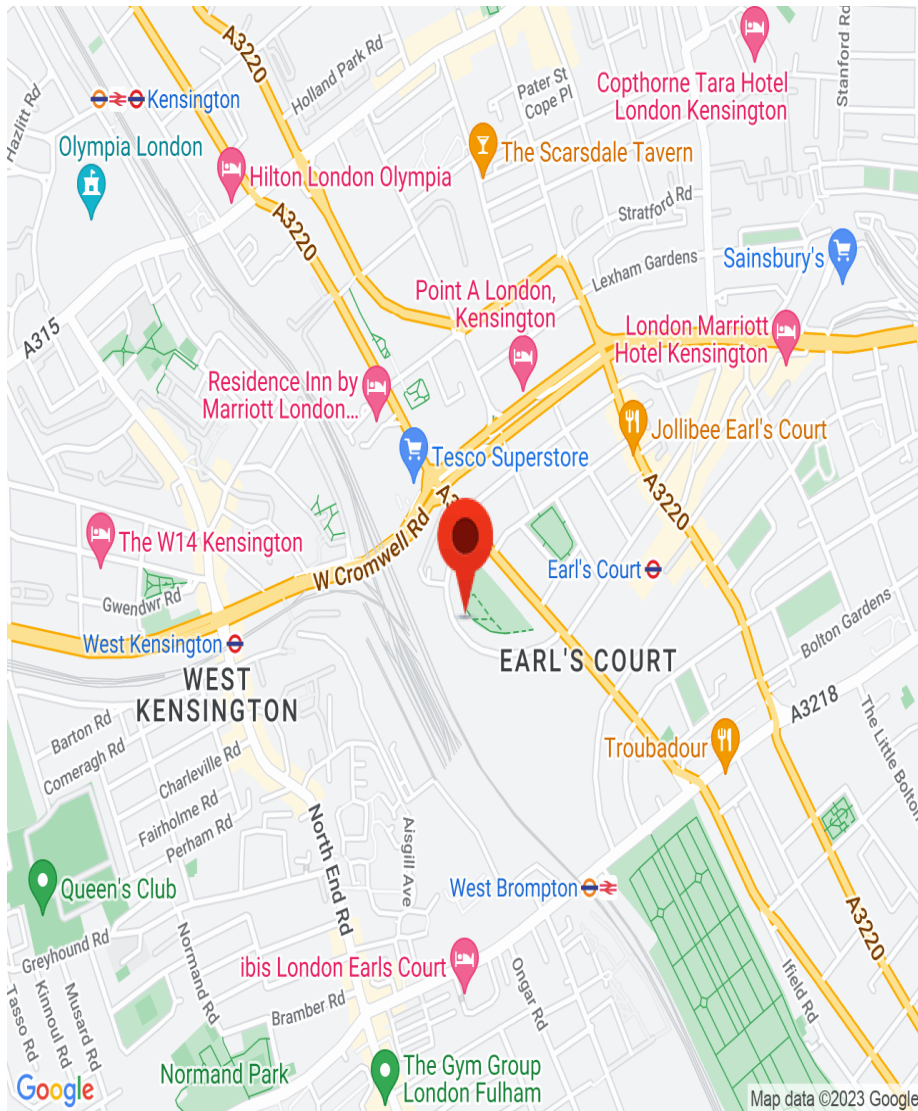 A3220
Holland Park Rd
Stanford Rd
Copthorne Tara Hotel
London Kensington
Pater St
Cope Pl
Hazlitt Rd
Kensington
Olympia London
The Scarsdale Tavern
Hilton London Olympia
A3220
Stratford Rd
Lexham Gardens
Sainsbury's
Point A London,
Kensington
A315
London Marriott
Hotel Kensington
Residence Inn by
Marriott London...
Jollibee Earl's Court
Tesco Superstore
A3220
The W14 Kensington
W Cromwell Rd
Earl's Court
Gwendwr Rd
Bolton Gardens
West Kensington
EARL'S COURT
WEST
KENSINGTON
A3218
The Little Bolton
Barton Rd
Comeragh Rd
Charleville Rd
Troubadour
Fairholme Rd
Perham Rd
North End Rd
Aisgill Ave
Queen's Club
West Brompton
A3220
Greyhound Rd
Normand Rd
ibis London Earls Court
Ongar Rd
Ifield Rd
Tasso Rd
Kinnoul Rd
Musard Rd
Bramber Rd
Normand Park
The Gym Group
London Fulham
Google
Map data ©2023 Google